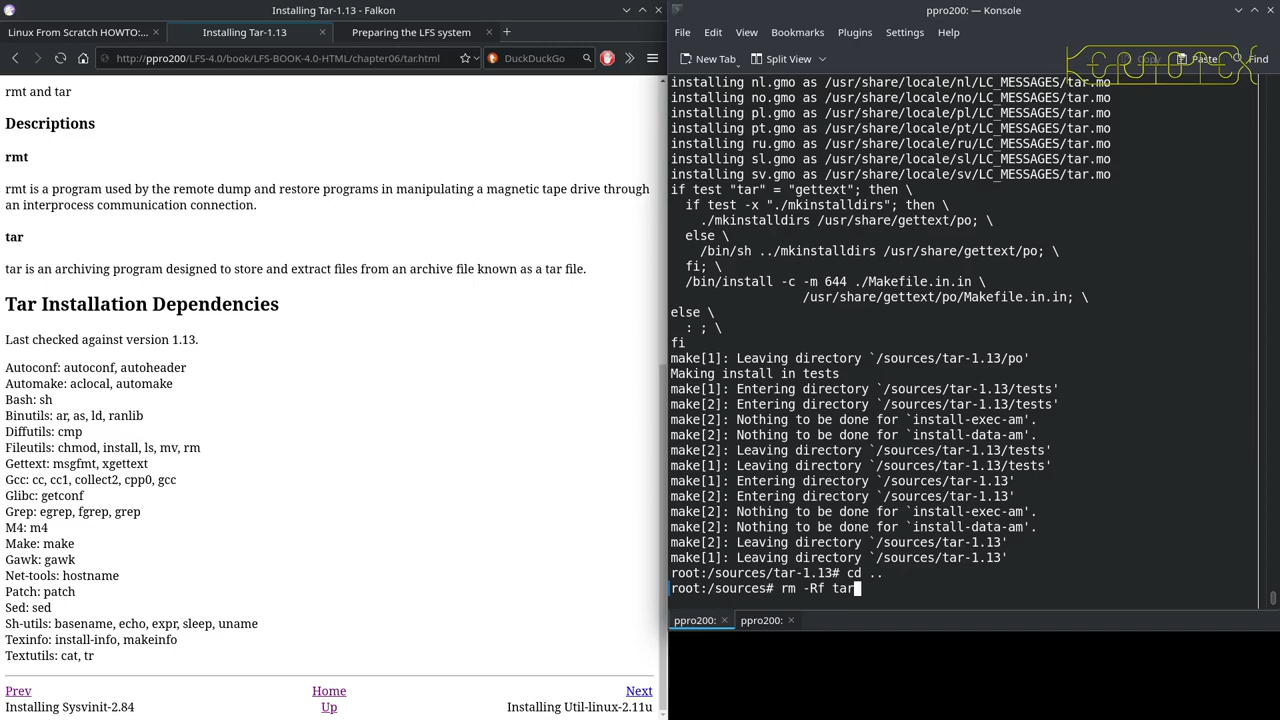 Installing Tar-1.13 - Falkon
Linux From Scratch HOWTO:...
Installing Tar-1.13
Preparing the LFS system
http://ppro200/LFS-4.0/book/LFS-BOOK-4.0-HTML/chapter06/tar.html
DuckDuckGo
rmt and tar
Descriptions
rmt
rmt is a program used by the remote dump and restore programs in manipulating a magnetic tape drive through
an interprocess communication connection.
tar
tar is an archiving program designed to store and extract files from an archive file known as a tar file.
Tar Installation Dependencies
Last checked against version 1.13.
Autoconf: autoconf, autoheader
Automake: aclocal, automake
Bash: sh
Binutils: ar, as, ld, ranlib
Diffutils: cmp
Fileutils: chmod, install, ls, mv, rm
Gettext: msgfmt, xgettext
Gcc: cc, cc1, collect2, cpp0, gcc
Glibc: getconf
Grep: egrep, fgrep, grep
M4: m4
Make: make
Gawk: gawk
Net-tools: hostname
Patch: patch
Sed: sed
Sh-utils: basename, echo, expr, sleep, uname
Texinfo: install-info, makeinfo
Textutils: cat, tr
Prev Home Next
Installing Sysvinit-2.84 Up Installing Util-linux-2.11u
ppro200: — Konsole
File Edit View Bookmarks Plugins Settings Help
New Tab Split View Copy Paste Find
installing nl.gmo as /usr/share/locale/nl/LC_MESSAGES/tar.mo
installing no.gmo as /usr/share/locale/no/LC_MESSAGES/tar.mo
installing pl.gmo as /usr/share/locale/pl/LC_MESSAGES/tar.mo
installing pt.gmo as /usr/share/locale/pt/LC_MESSAGES/tar.mo
installing ru.gmo as /usr/share/locale/ru/LC_MESSAGES/tar.mo
installing sl.gmo as /usr/share/locale/sl/LC_MESSAGES/tar.mo
installing sv.gmo as /usr/share/locale/sv/LC_MESSAGES/tar.mo
if test "tar" = "gettext"; then \
if test -x "./mkinstalldirs"; then \
./mkinstalldirs /usr/share/gettext/po; \
else \
/bin/sh ../mkinstalldirs /usr/share/gettext/po; \
fi; \
/bin/install -c -m 644 ./Makefile.in.in \
/usr/share/gettext/po/Makefile.in.in; \
else \
: ; \
fi
make[1]: Leaving directory `/sources/tar-1.13/po'
Making install in tests
make[1]: Entering directory `/sources/tar-1.13/tests'
make[2]: Entering directory `/sources/tar-1.13/tests'
make[2]: Nothing to be done for `install-exec-am'.
make[2]: Nothing to be done for `install-data-am'.
make[2]: Leaving directory `/sources/tar-1.13/tests'
make[1]: Leaving directory `/sources/tar-1.13/tests'
make[1]: Entering directory `/sources/tar-1.13'
make[2]: Entering directory `/sources/tar-1.13'
make[2]: Nothing to be done for `install-exec-am'.
make[2]: Nothing to be done for `install-data-am'.
make[2]: Leaving directory `/sources/tar-1.13'
make[1]: Leaving directory `/sources/tar-1.13'
root:/sources/tar-1.13# cd ..
root:/sources# rm -Rf tar
ppro200: ppro200: